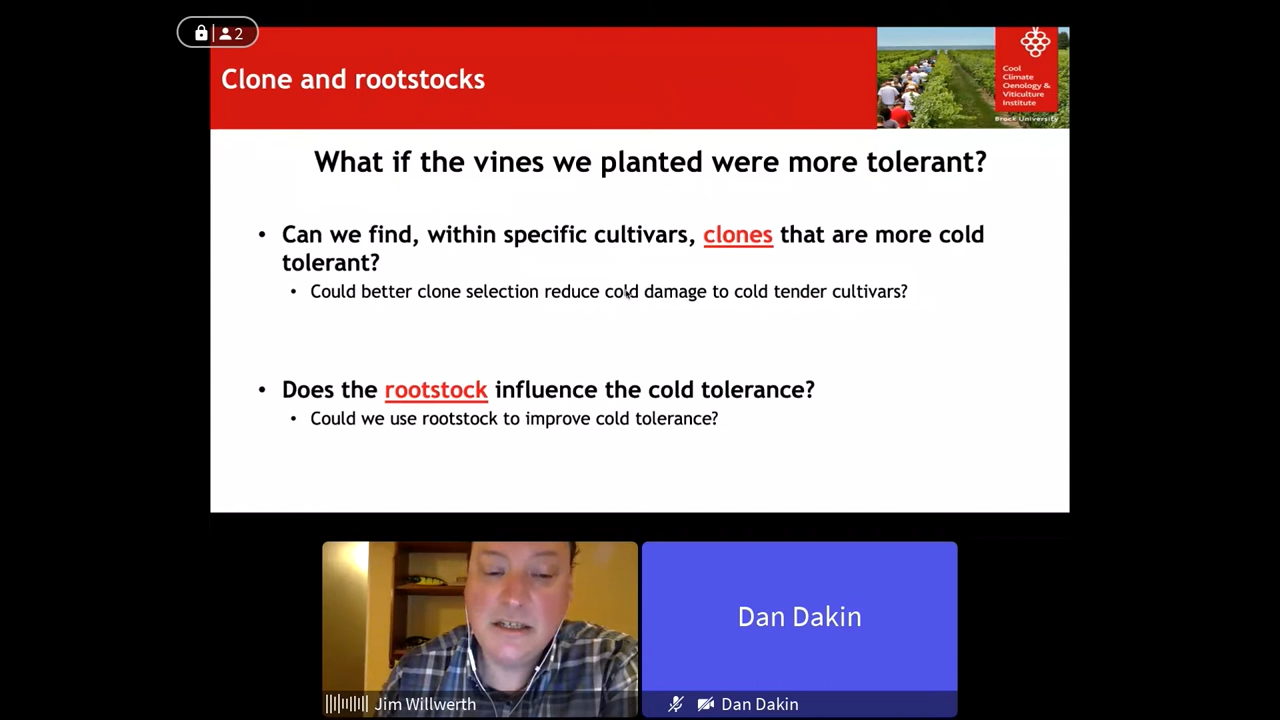 2
Clone and rootstocks
Cool
Climate
Oenology &
Viticulture
Institute
Brock University
What if the vines we planted were more tolerant?
• Can we find, within specific cultivars, clones that are more cold
tolerant?
• Could better clone selection reduce cold damage to cold tender cultivars?
• Does the rootstock influence the cold tolerance?
• Could we use rootstock to improve cold tolerance?
Dan Dakin
Jim Willwerth
Dan Dakin